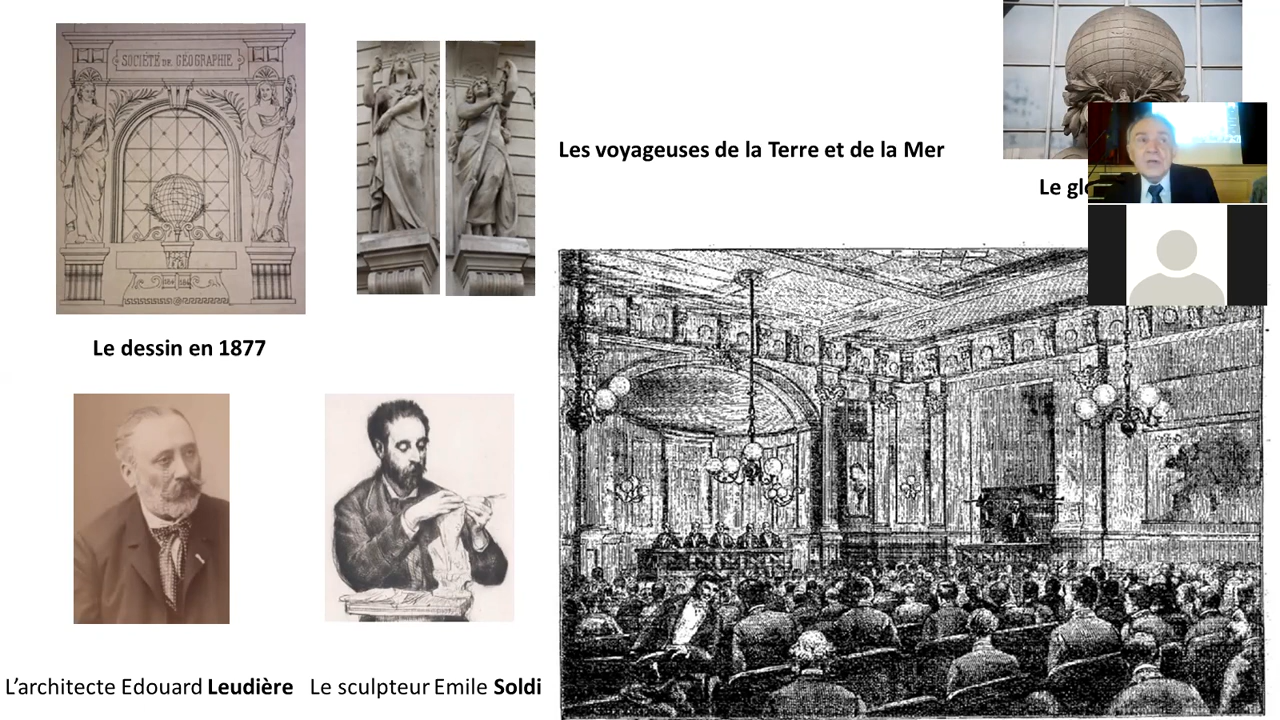 SOCIÉTÉ DE GÉOGRAPHIE
Les voyageuses de la Terre et de la Mer
Le
Le dessin en 1877
L'architecte Edouard Leudière
Le sculpteur Emile Soldi